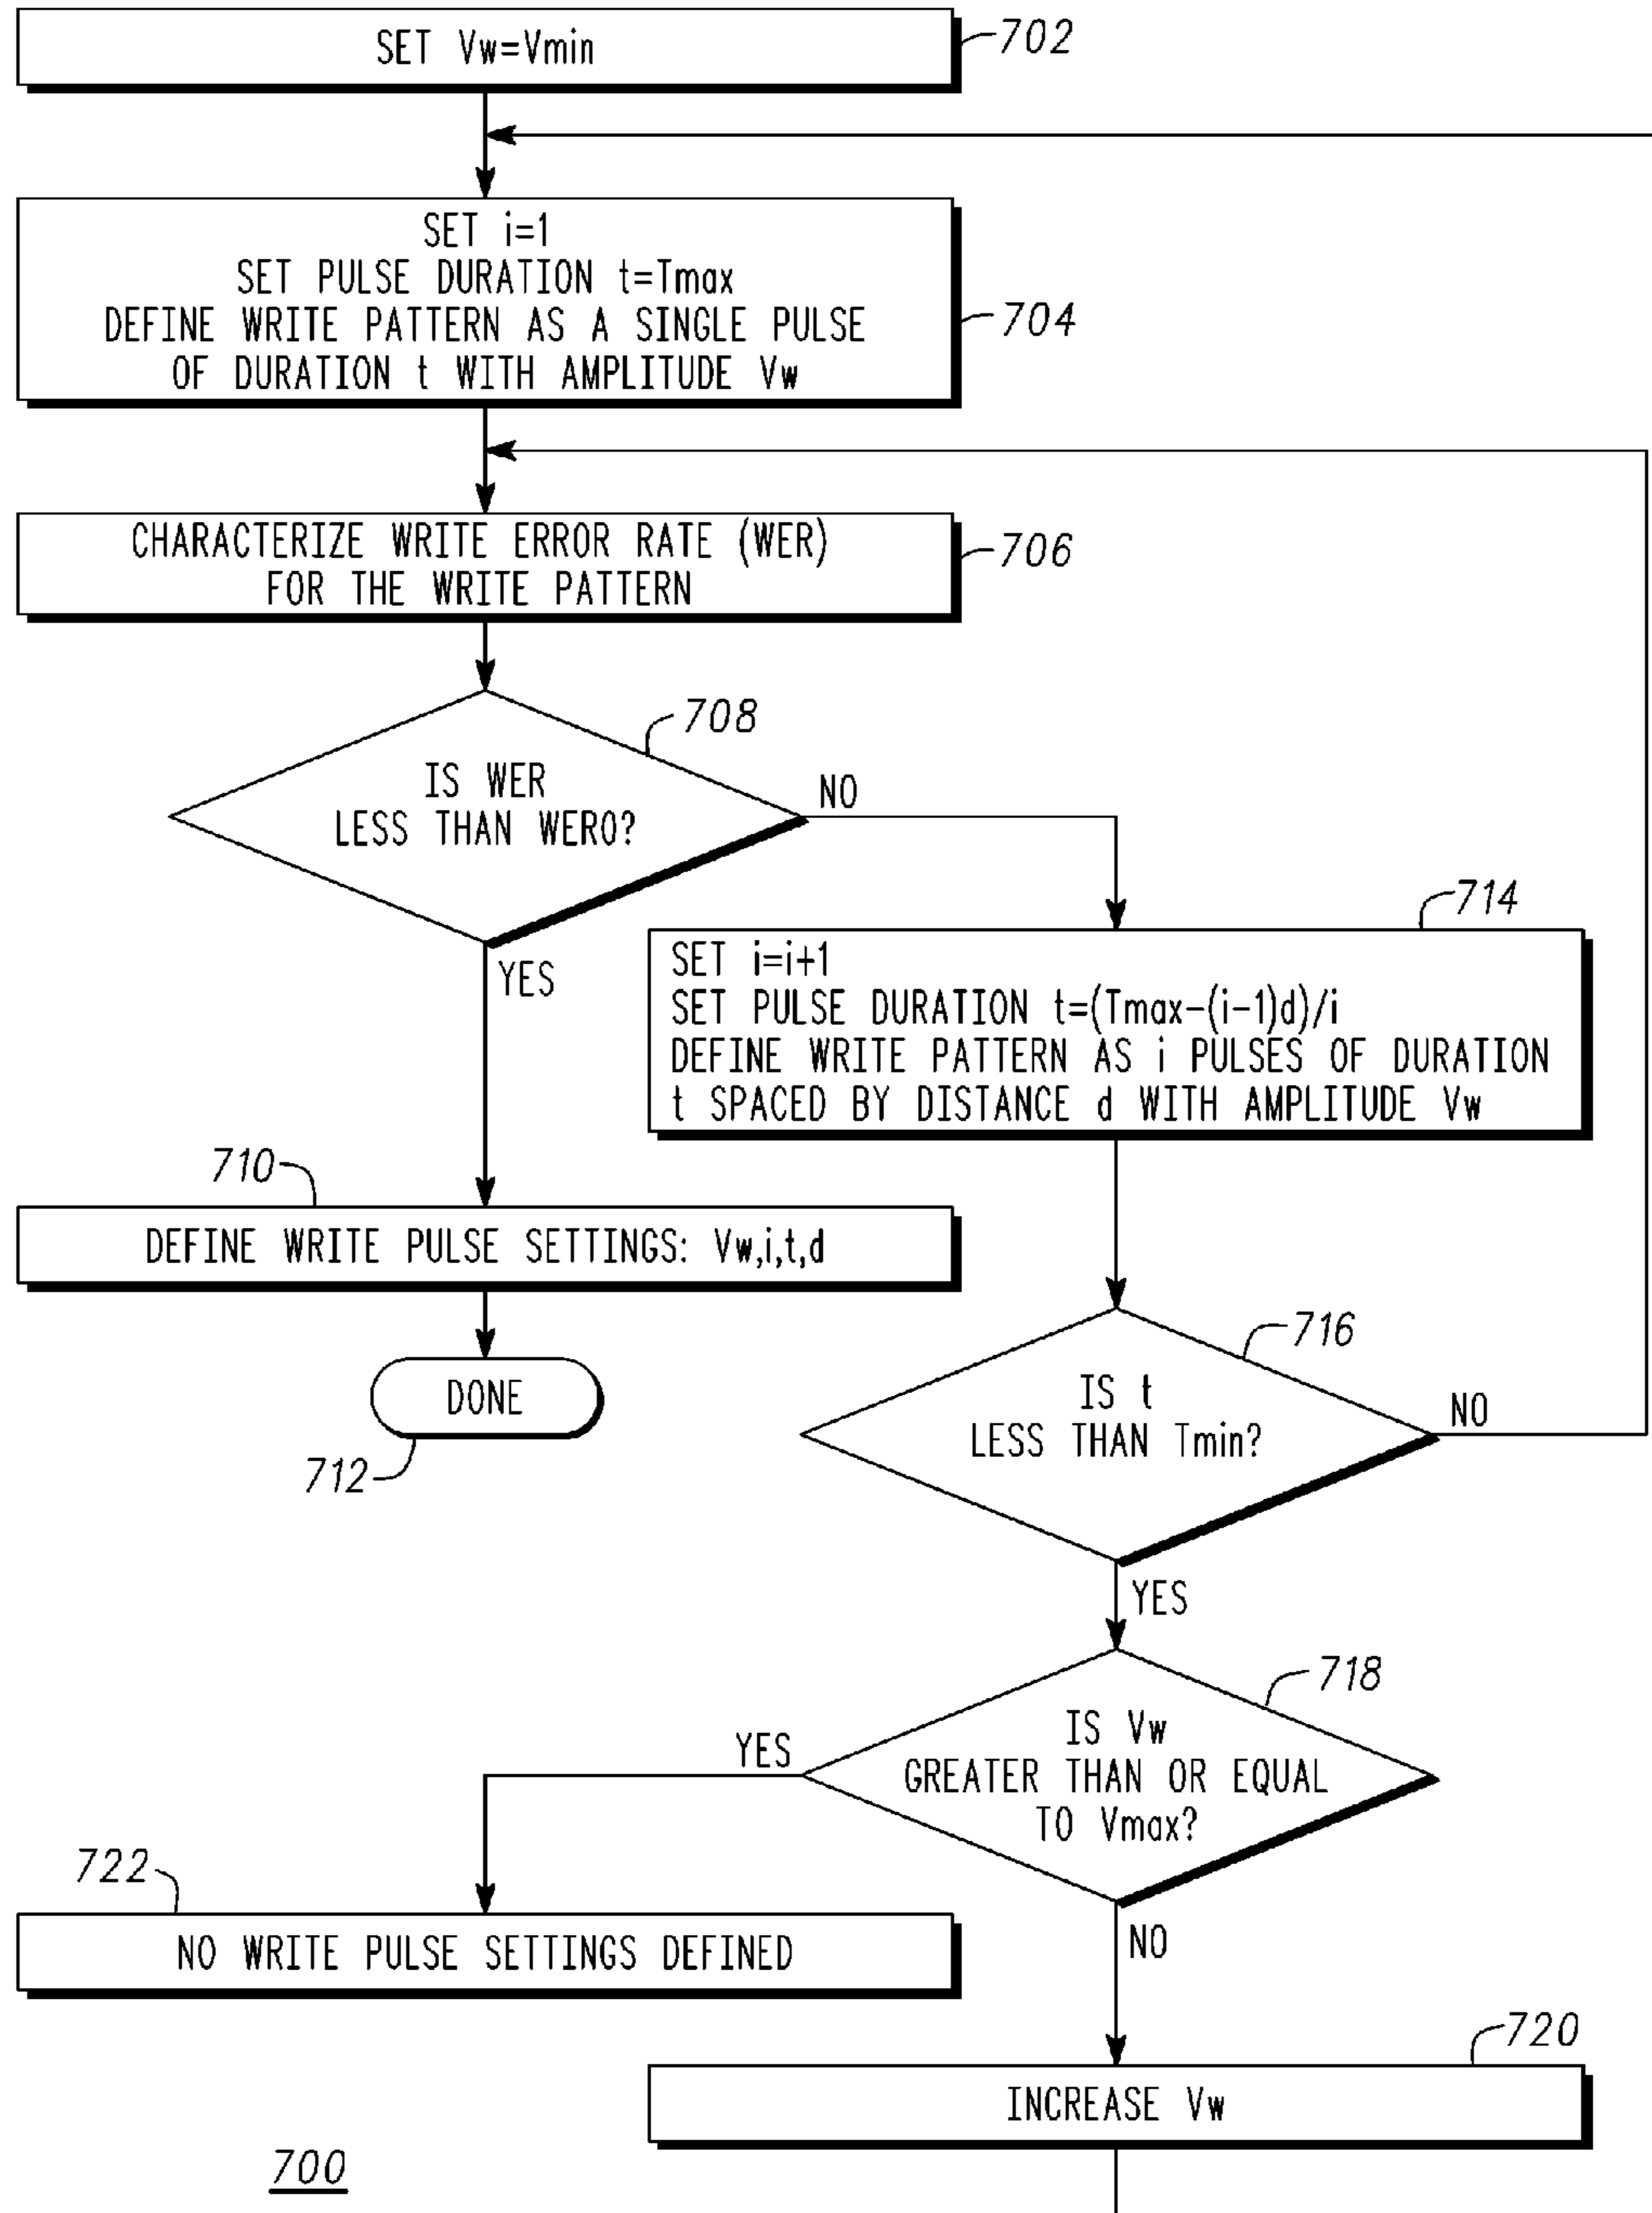 SET Vw=Vmin
702
SET i=1
SET PULSE DURATION t=Tmax
DEFINE WRITE PATTERN AS A SINGLE PULSE
OF DURATION t WITH AMPLITUDE Vw
704
CHARACTERIZE WRITE ERROR RATE (WER)
FOR THE WRITE PATTERN
706
708
IS WER
LESS THAN WER0?
NO
YES
714
SET i=i+1
SET PULSE DURATION t=(Tmax-(i-1)d)/i
DEFINE WRITE PATTERN AS i PULSES OF DURATION
t SPACED BY DISTANCE d WITH AMPLITUDE Vw
710
DEFINE WRITE PULSE SETTINGS: Vw,i,t,d
DONE
712
716
IS t
LESS THAN Tmin?
NO
YES
718
IS Vw
GREATER THAN OR EQUAL
TO Vmax?
YES
NO
722
NO WRITE PULSE SETTINGS DEFINED
720
INCREASE Vw
700